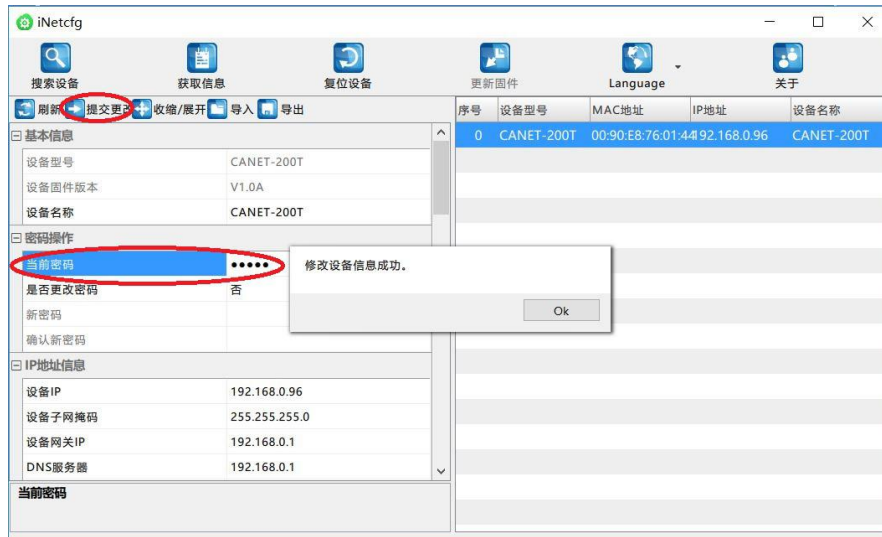 iNetcfg
搜索设备 获取信息 复位设备 更新固件 Language 关于
刷新 提交更改 收缩/展开 导入 导出
序号 设备型号 MAC地址 IP地址 设备名称
0 CANET-200T 00:90:E8:76:01:44 192.168.0.96 CANET-200T
基本信息
设备型号 CANET-200T
设备固件版本 V1.0A
设备名称 CANET-200T
密码操作
当前密码 •••••
是否更改密码 否
新密码
确认新密码
修改设备信息成功。
Ok
IP地址信息
设备IP 192.168.0.96
设备子网掩码 255.255.255.0
设备网关IP 192.168.0.1
DNS服务器 192.168.0.1
当前密码